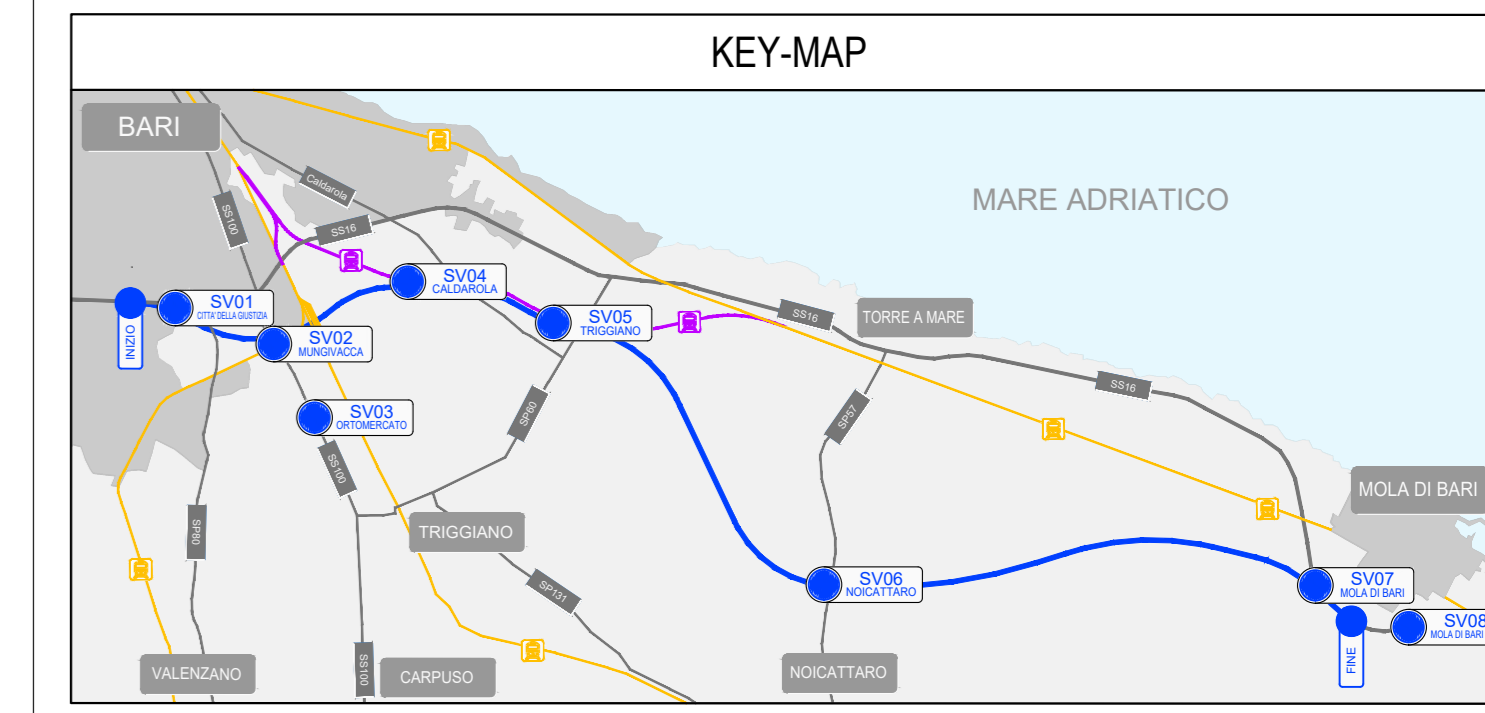 KEY-MAP
BARI
MARE ADRIATICO
Caldarola
SS100
SS16
SV04
CALDAROLA
SV01
CITTA' DELLA GIUSTIZIA
SV05
TRIGGIANO
SS16
TORRE A MARE
INIZIO
SV02
MUNGIVACCA
SS16
SV03
ORTOMERCATO
SP60
SP57
SS100
MOLA DI BARI
SP80
TRIGGIANO
SP131
SV06
NOICATTARO
SV07
MOLA DI BARI
SV08
MOLA DI BARI
FINE
VALENZANO
SS100
CARPUSO
NOICATTARO